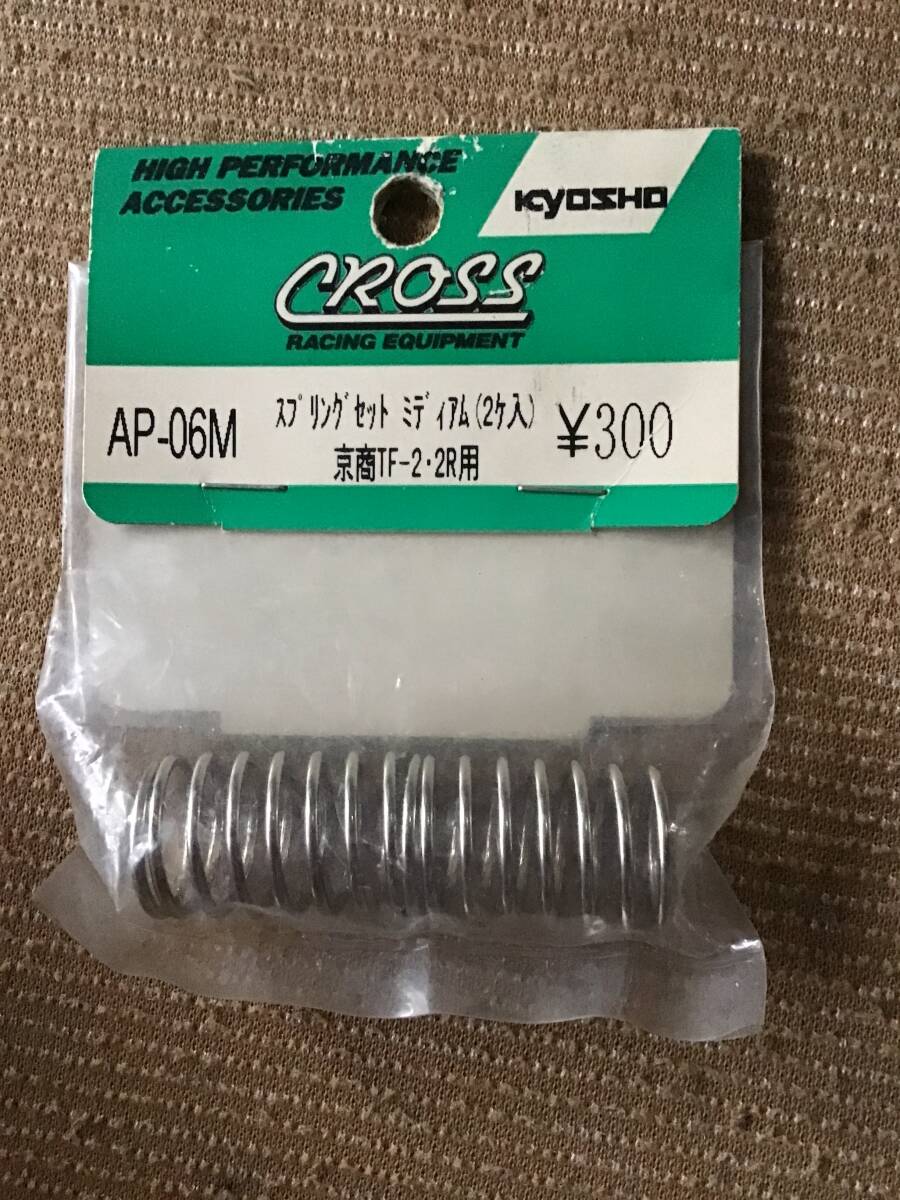 HIGH PERFORMANCE
ACCESSORIES
KYOSHO
CROSS
RACING EQUIPMENT
AP-06M
ｽﾌﾟﾘﾝｸﾞｾｯﾄ ﾐﾃﾞｨｱﾑ(2ｹ入)
京商TF-2・2R用
¥300